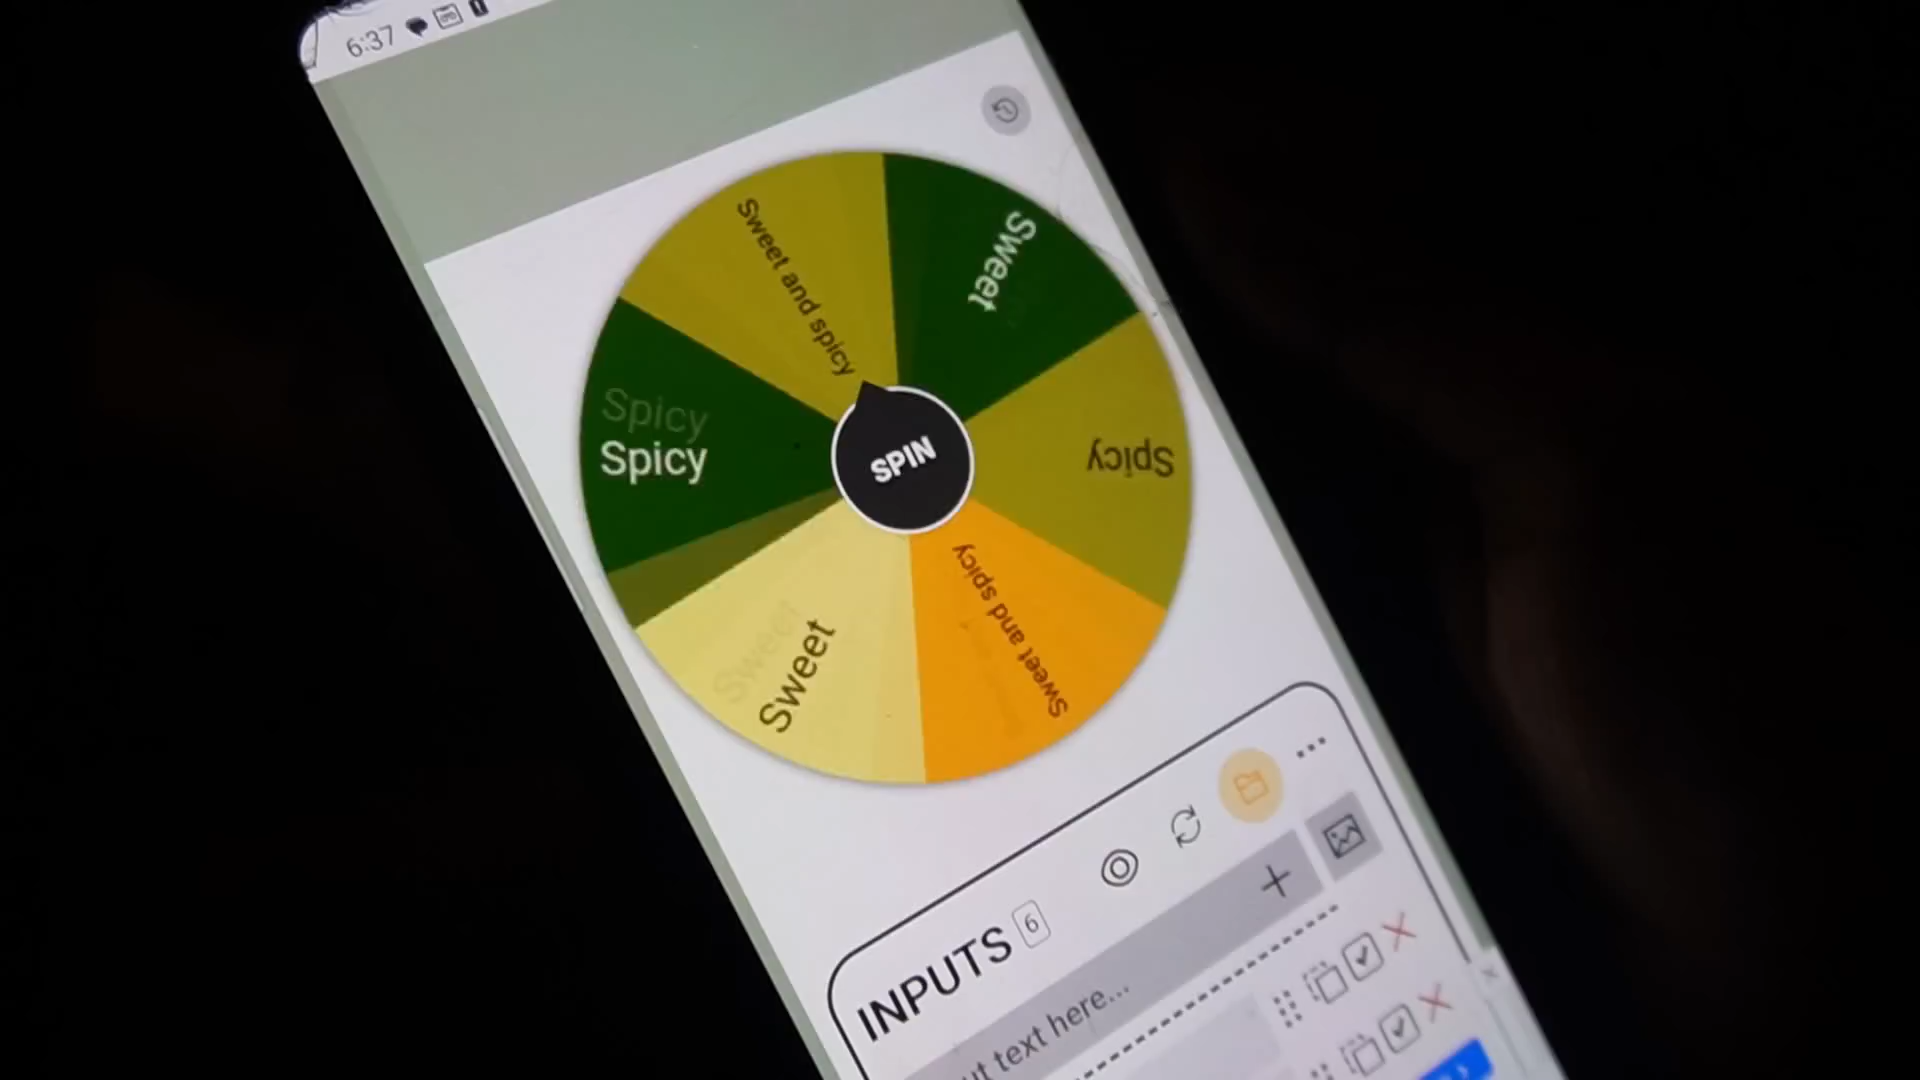 6:37
Sweet and spicy
Sweet
Spicy
Spicy
SPIN
Spicy
Sweet and spicy
Sweet
Sweet
INPUTS 6
text here...